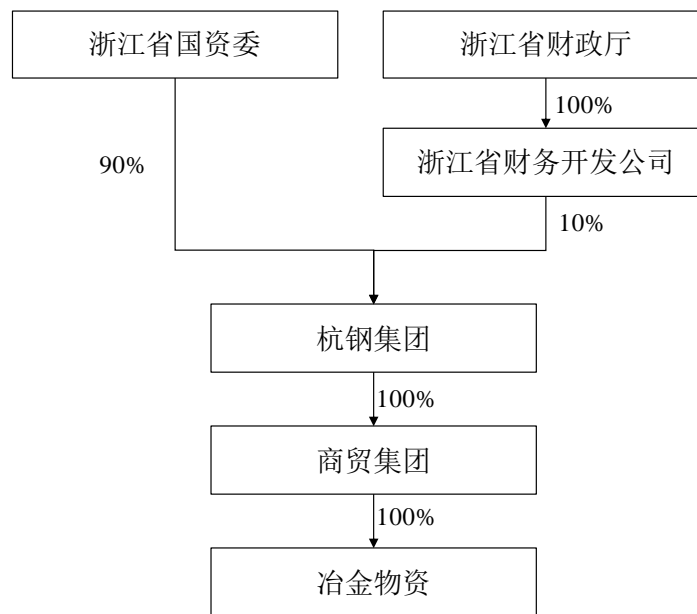 浙江省国资委
浙江省财政厅
100%
浙江省财务开发公司
90%
10%
杭钢集团
100%
商贸集团
100%
冶金物资